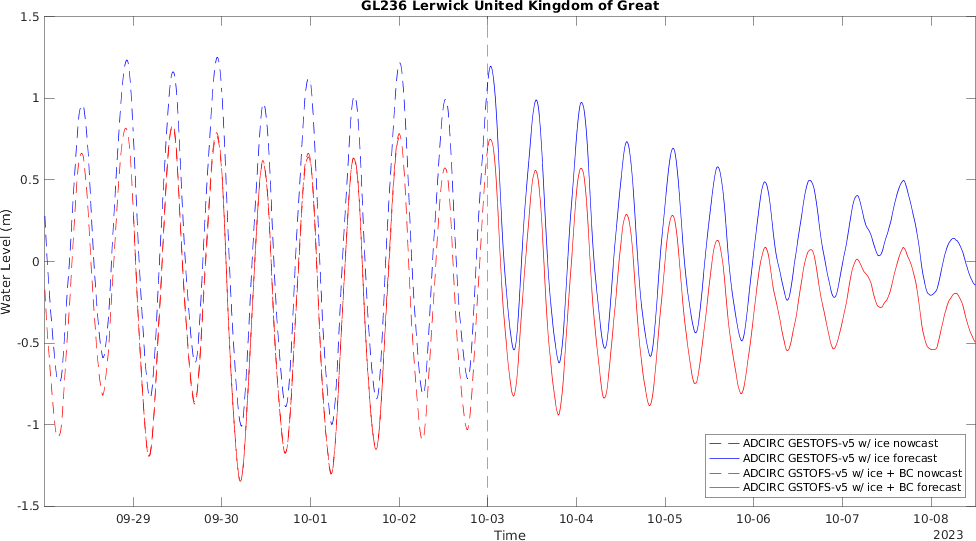 GL236 Lerwick United Kingdom of Great
1.5
1
0.5
0
-0.5
-1
-1.5
Water Level (m)
ADCIRC GESTOFS-v5 w/ ice nowcast
ADCIRC GESTOFS-v5 w/ ice forecast
ADCIRC GSTOFS-v5 w/ ice + BC nowcast
ADCIRC GSTOFS-v5 w/ ice + BC forecast
09-29 09-30 10-01 10-02 10-03 10-04 10-05 10-06 10-07 10-08
Time
2023